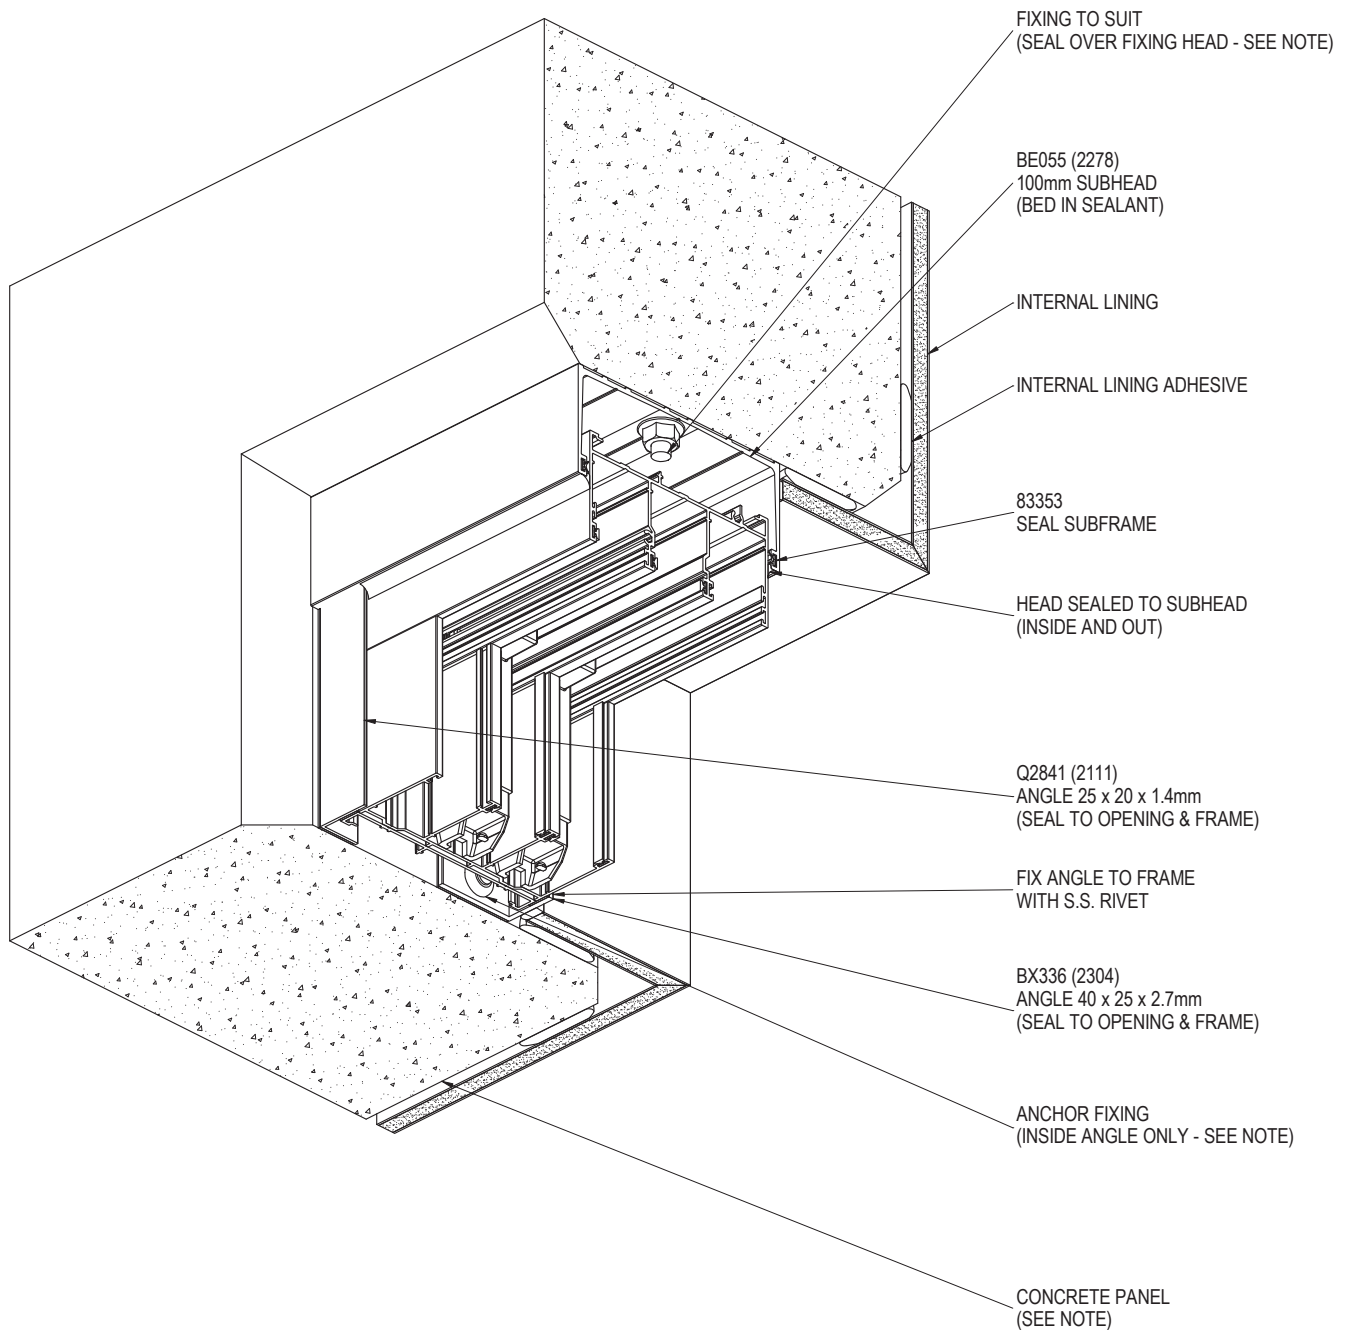 FIXING TO SUIT
(SEAL OVER FIXING HEAD - SEE NOTE)
BE055 (2278)
100mm SUBHEAD
(BED IN SEALANT)
INTERNAL LINING
INTERNAL LINING ADHESIVE
83353
SEAL SUBFRAME
HEAD SEALED TO SUBHEAD
(INSIDE AND OUT)
Q2841 (2111)
ANGLE 25 x 20 x 1.4mm
(SEAL TO OPENING & FRAME)
FIX ANGLE TO FRAME
WITH S.S. RIVET
BX336 (2304)
ANGLE 40 x 25 x 2.7mm
(SEAL TO OPENING & FRAME)
ANCHOR FIXING
(INSIDE ANGLE ONLY - SEE NOTE)
CONCRETE PANEL
(SEE NOTE)